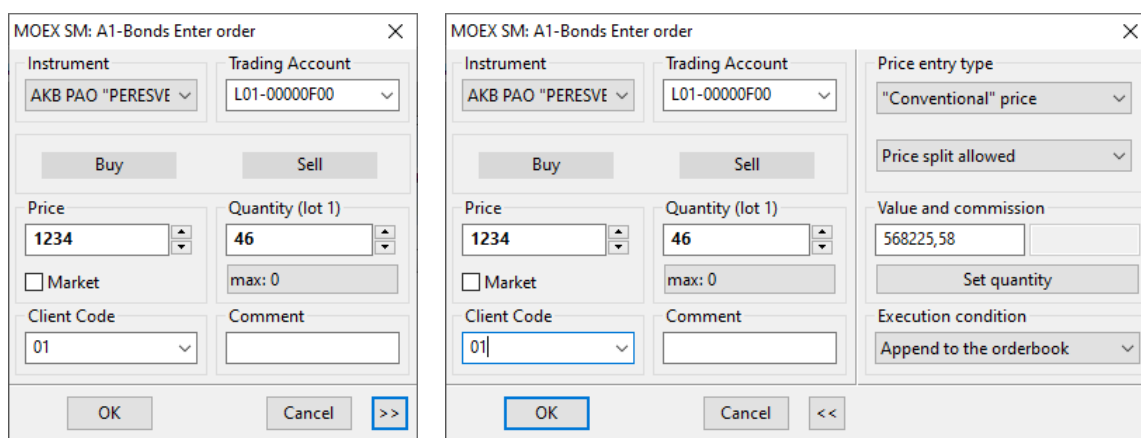 MOEX SM: A1-Bonds Enter order
Instrument
Trading Account
AKB PAO "PERESVE
L01-00000F00
Buy
Sell
Price
Quantity (lot 1)
1234
46
Market
max: 0
Client Code
Comment
01
OK
Cancel
>>
MOEX SM: A1-Bonds Enter order
Instrument
Trading Account
Price entry type
AKB PAO "PERESVE
L01-00000F00
"Conventional" price
Buy
Sell
Price split allowed
Price
Quantity (lot 1)
Value and commission
1234
46
568225,58
Market
max: 0
Set quantity
Client Code
Comment
Execution condition
01
Append to the orderbook
OK
Cancel
<<